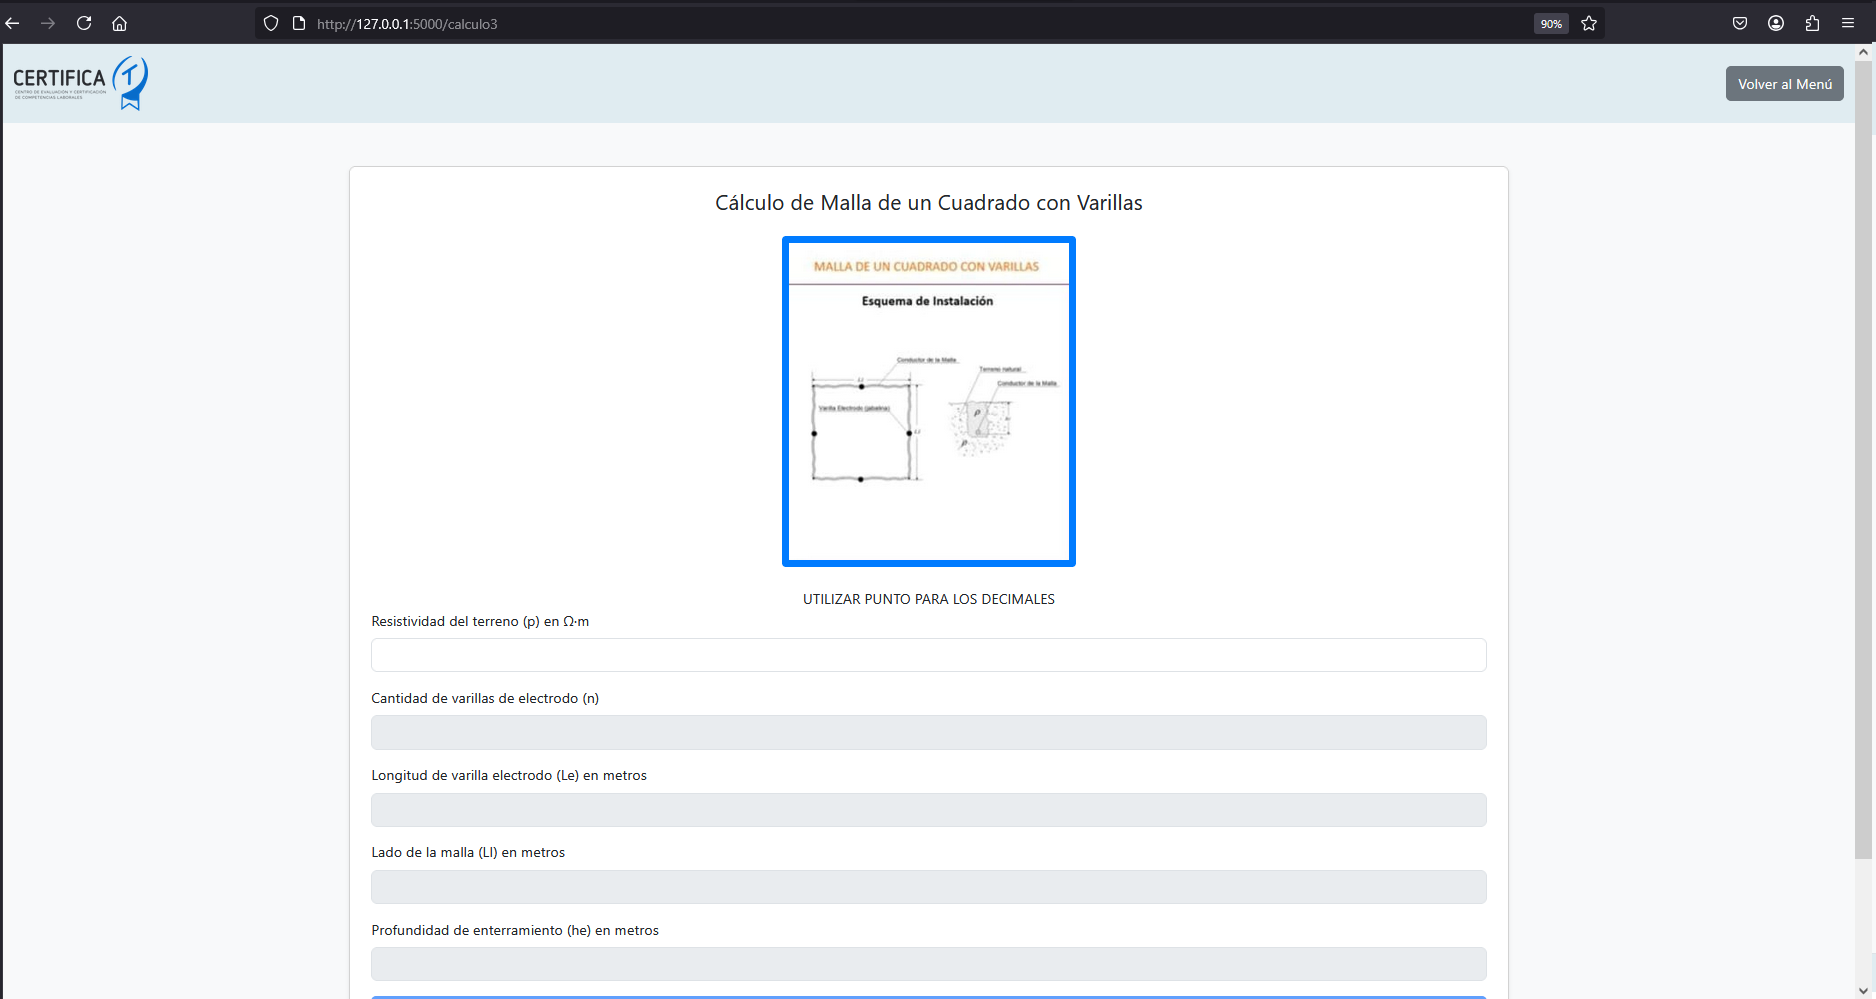 http://127.0.0.1:5000/calculo3
90%
CERTIFICA
CENTRO DE EVALUACIÓN Y CERTIFICACIÓN
DE COMPETENCIAS LABORALES
T
Volver al Menú
Cálculo de Malla de un Cuadrado con Varillas
MALLA DE UN CUADRADO CON VARILLAS
Esquema de Instalación
Conductor de la Malla
Terreno natural
Conductor de la Malla
Varilla Electrodo (jabalina)
ρ
ρ
UTILIZAR PUNTO PARA LOS DECIMALES
Resistividad del terreno (p) en Ω·m
Cantidad de varillas de electrodo (n)
Longitud de varilla electrodo (Le) en metros
Lado de la malla (Ll) en metros
Profundidad de enterramiento (he) en metros